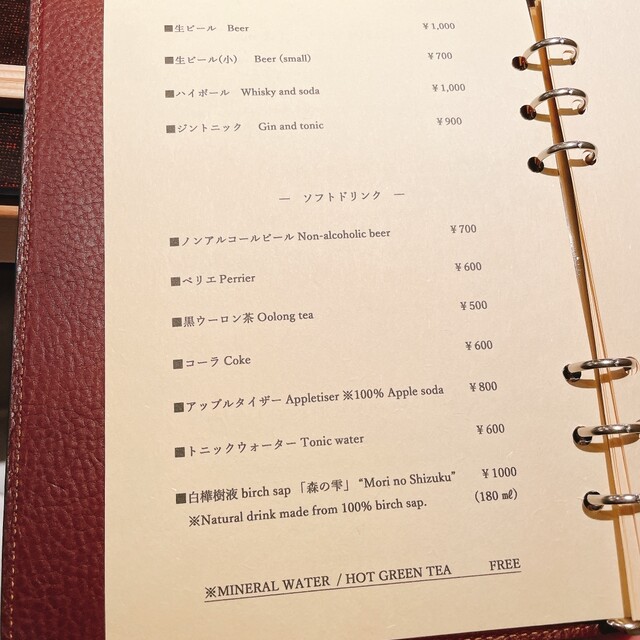 ■生ビール Beer ￥1,000
■生ビール(小) Beer (small) ￥700
■ハイボール Whisky and soda ￥1,000
■ジントニック Gin and tonic ￥900
― ソフトドリンク ―
■ノンアルコールビール Non-alcoholic beer ￥700
■ペリエ Perrier ￥600
■黒ウーロン茶 Oolong tea ￥500
■コーラ Coke ￥600
■アップルタイザー Appletiser ※100% Apple soda ￥800
■トニックウォーター Tonic water ￥600
■白樺樹液 birch sap 「森の雫」 “Mori no Shizuku” ￥1000
※Natural drink made from 100% birch sap. (180 ㎖)
※MINERAL WATER / HOT GREEN TEA FREE